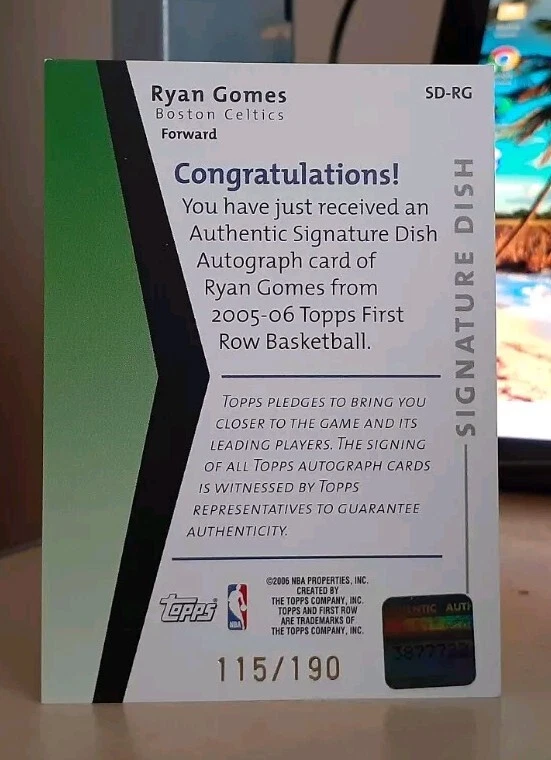 Ryan Gomes
SD-RG
Boston Celtics
Forward
Congratulations!
You have just received an
Authentic Signature Dish
Autograph card of
Ryan Gomes from
2005-06 Topps First
Row Basketball.
SIGNATURE DISH
TOPPS PLEDGES TO BRING YOU
CLOSER TO THE GAME AND ITS
LEADING PLAYERS. THE SIGNING
OF ALL TOPPS AUTOGRAPH CARDS
IS WITNESSED BY TOPPS
REPRESENTATIVES TO GUARANTEE
AUTHENTICITY.
©2006 NBA PROPERTIES, INC.
CREATED BY
THE TOPPS COMPANY, INC.
TOPPS AND FIRST ROW
ARE TRADEMARKS OF
THE TOPPS COMPANY, INC.
Topps®
NBA
115/190